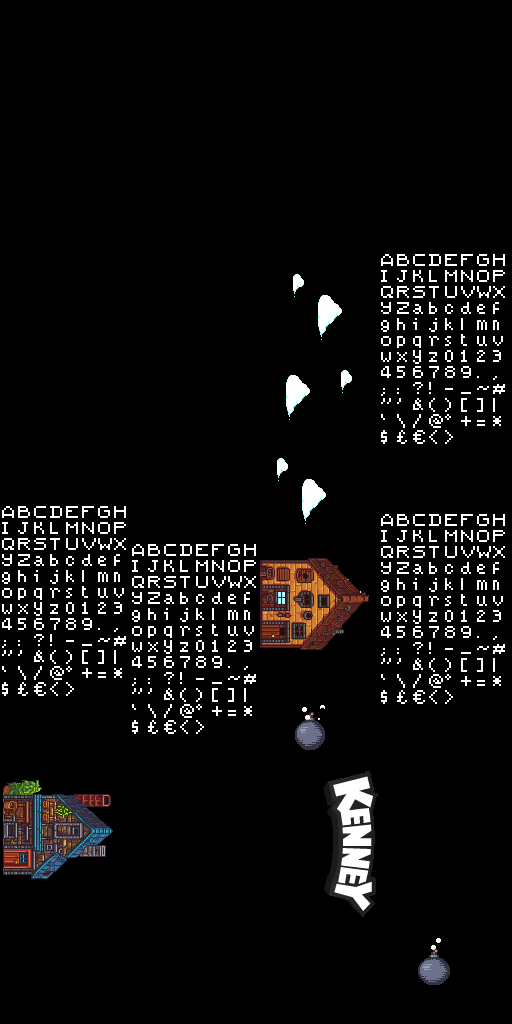 ABCDEFGH
IJKLMNOP
QRSTUVWX
YZabcdef
ghijklmn
opqrstuv
wxyz0123
456789.,
;:?!-_~#
"'&()[]|
`\/@°+=*
$£€<>
ABCDEFGH
IJKLMNOP
QRSTUVWX
YZabcdef
ghijklmn
opqrstuv
wxyz0123
456789.,
;:?!-_~#
"'&()[]|
`\/@°+=*
$£€<>
ABCDEFGH
IJKLMNOP
QRSTUVWX
YZabcdef
ghijklmn
opqrstuv
wxyz0123
456789.,
;:?!-_~#
"'&()[]|
`\/@°+=*
$£€<>
ABCDEFGH
IJKLMNOP
QRSTUVWX
YZabcdef
ghijklmn
opqrstuv
wxyz0123
456789.,
;:?!-_~#
"'&()[]|
`\/@°+=*
$£€<>
KENNEY